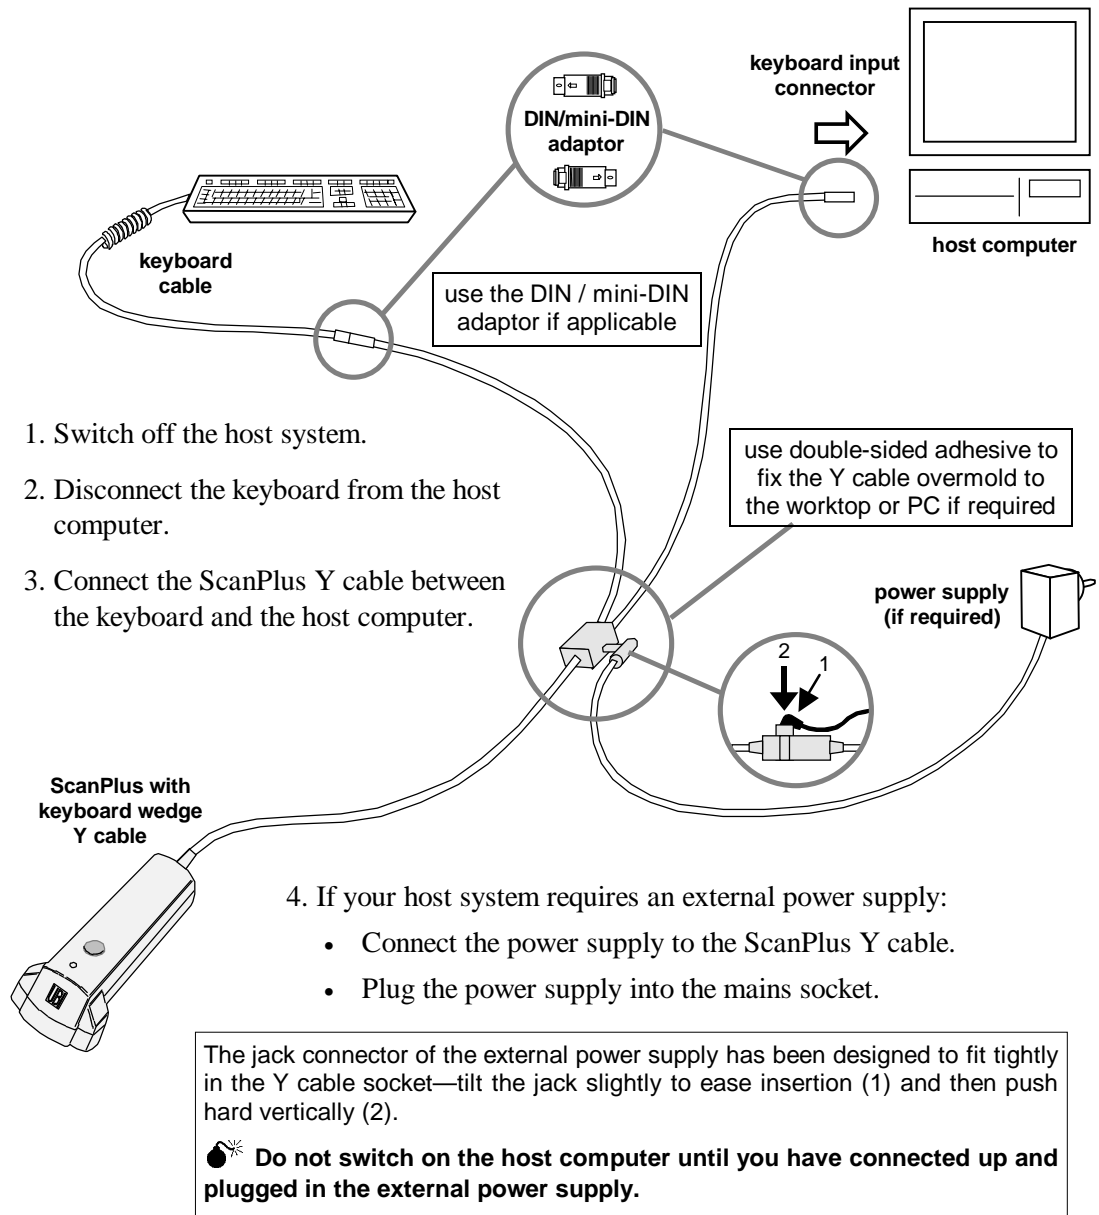 keyboard input
connector
DIN/mini-DIN
adaptor
host computer
keyboard
cable
use the DIN / mini-DIN
adaptor if applicable
1. Switch off the host system.
2. Disconnect the keyboard from the host
computer.
3. Connect the ScanPlus Y cable between
the keyboard and the host computer.
use double-sided adhesive to
fix the Y cable overmold to
the worktop or PC if required
power supply
(if required)
2
1
ScanPlus with
keyboard wedge
Y cable
4. If your host system requires an external power supply:
• Connect the power supply to the ScanPlus Y cable.
• Plug the power supply into the mains socket.
The jack connector of the external power supply has been designed to fit tightly
in the Y cable socket—tilt the jack slightly to ease insertion (1) and then push
hard vertically (2).
Do not switch on the host computer until you have connected up and
plugged in the external power supply.